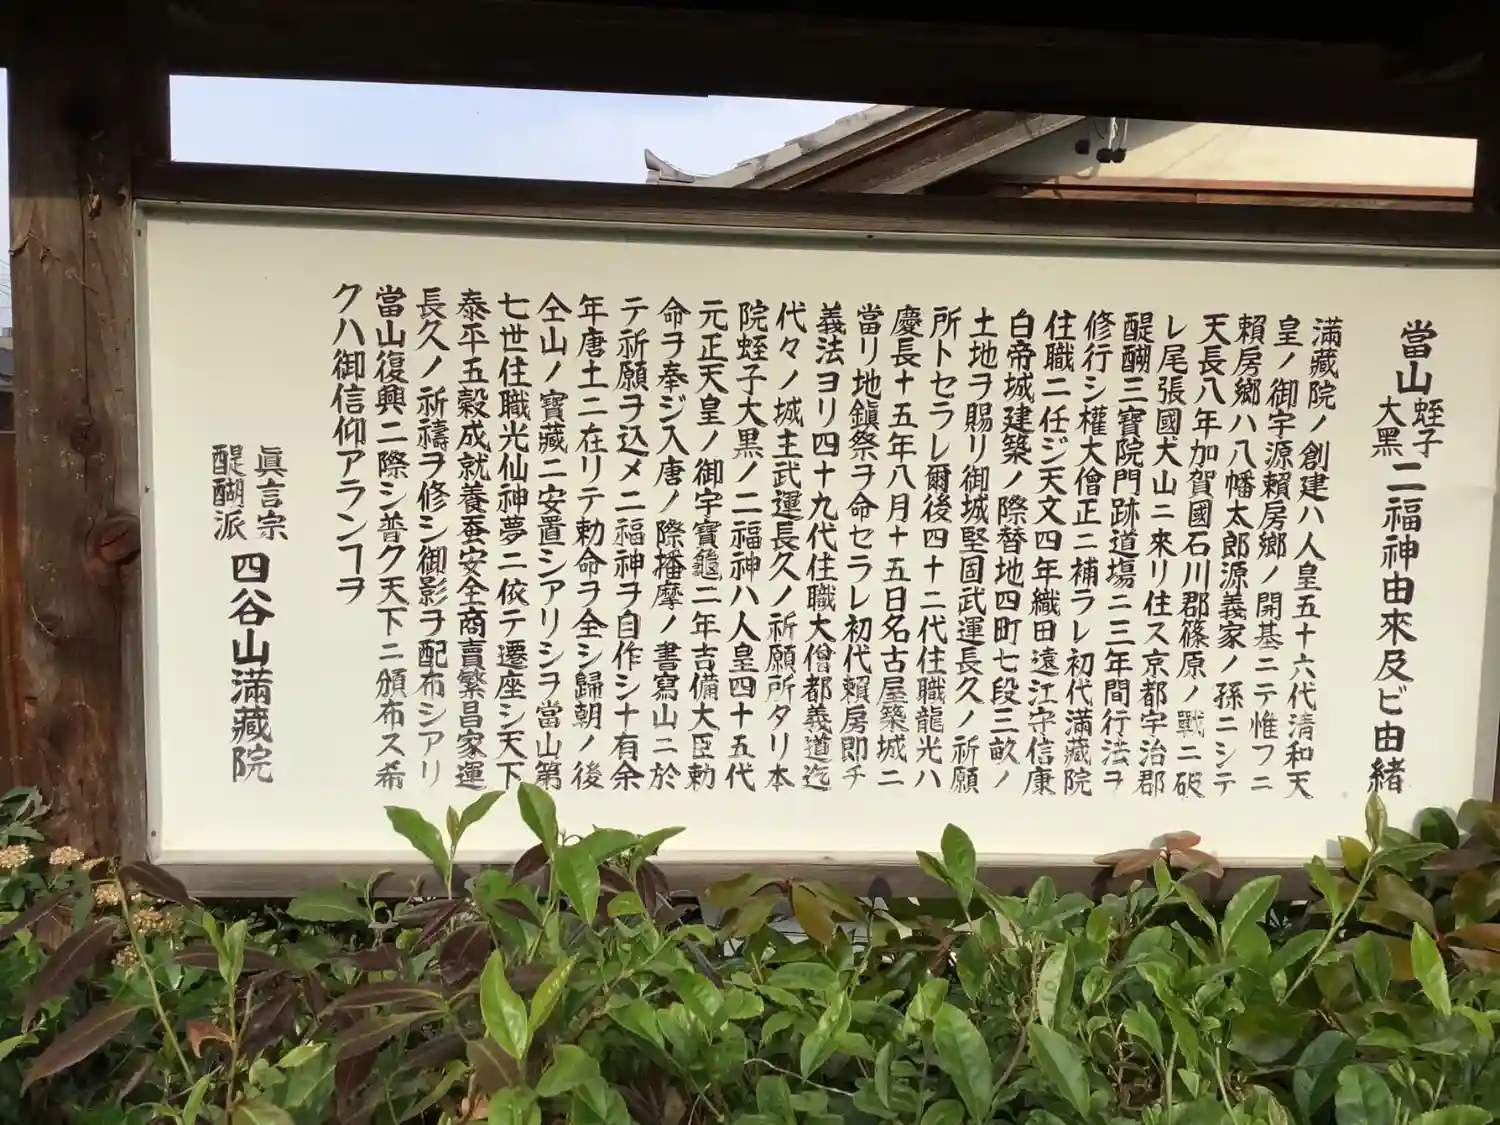 當山蛭子大黑二福神由來及ビ由緒
滿藏院ノ創建ハ人皇五十六代清和天
皇ノ御宇源賴房鄉ノ開基ニテ惟フニ
賴房鄉ハ八幡太郎源義家ノ孫ニシテ
天長八年加賀國石川郡篠原ノ戰ニ破
レ尾張國犬山ニ來リ住ス京都宇治郡
醍醐三寶院門跡道場ニ三年間行法ヲ
修行シ權大僧正ニ補ラレ初代滿藏院
住職ニ任ジ天文四年織田遠江守信康
白帝城建築ノ際替地四町七段三畝ノ
土地ヲ賜リ御城堅固武運長久ノ祈願
所トセラレ爾後四十二代住職龍光ハ
慶長十五年八月十五日名古屋築城ニ
當リ地鎭祭ヲ命セラレ初代賴房即チ
義法ヨリ四十九代住職大僧都義道迄
代々ノ城主武運長久ノ祈願所タリ本
院蛭子大黑ノ二福神ハ人皇四十五代
元正天皇ノ御宇寶龜二年吉備大臣勅
命ヲ奉ジ入唐ノ際播摩ノ書寫山ニ於
テ祈願ヲ込メ二福神ヲ自作シ十有余
年唐土ニ在リテ勅命ヲ全シ歸朝ノ後
仝山ノ寶藏ニ安置シアリシヲ當山第
七世住職光仙神夢ニ依テ遷座シ天下
泰平五穀成就養蚕安全商賣繁昌家運
長久ノ祈禱ヲ修シ御影ヲ配布シアリ
當山復興ニ際シ普ク天下ニ頒布ス希
クハ御信仰アランヿヲ
眞言宗
醍醐派
四谷山滿藏院